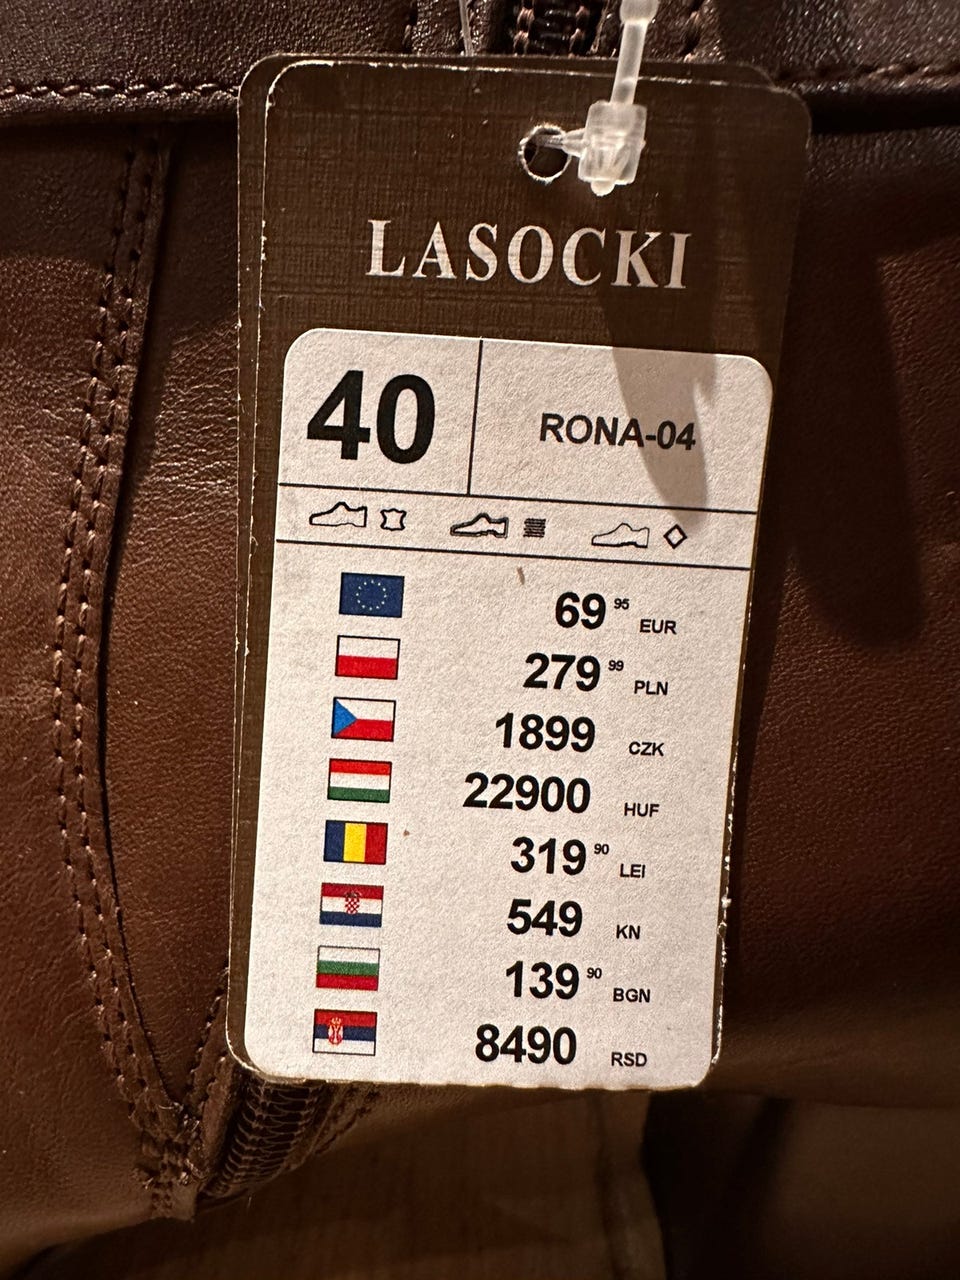 LASOCKI
40 RONA-04
69 95 EUR
279 99 PLN
1899 CZK
22900 HUF
319 90 LEI
549 KN
139 90 BGN
8490 RSD